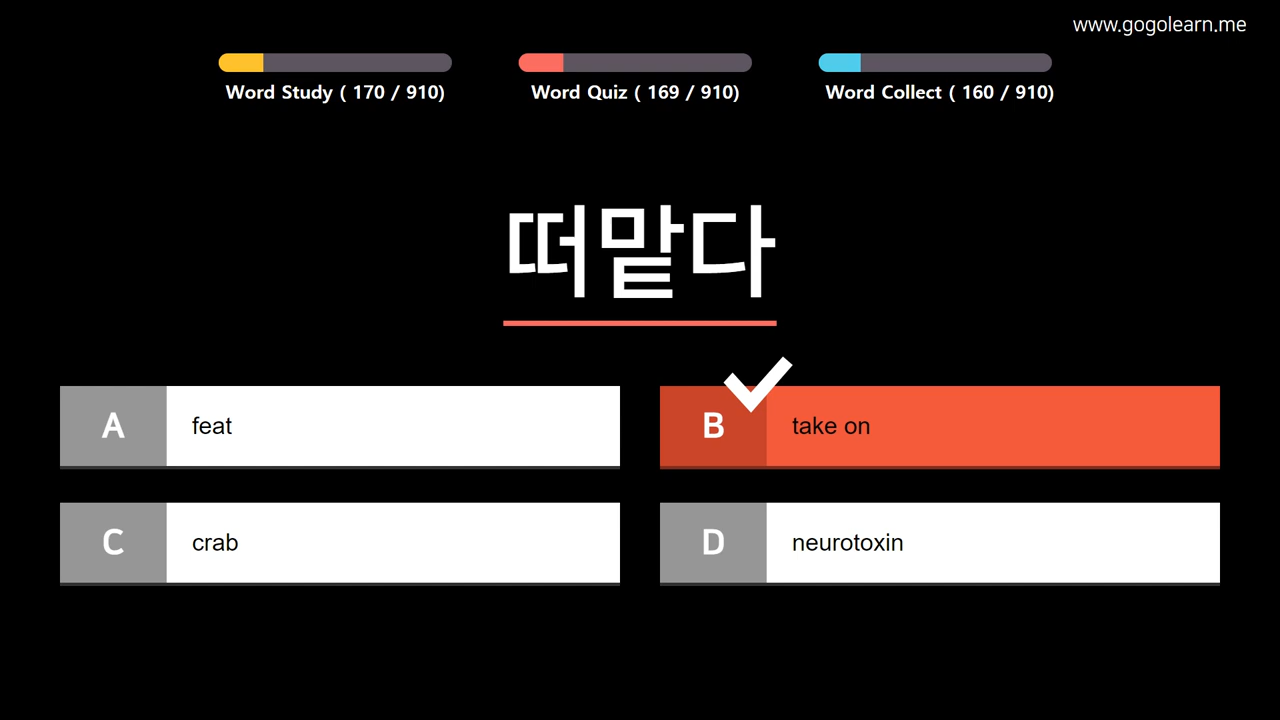 www.gogolearn.me
Word Study ( 170 / 910)
Word Quiz ( 169 / 910)
Word Collect ( 160 / 910)
떠맡다
A feat
B take on
C crab
D neurotoxin